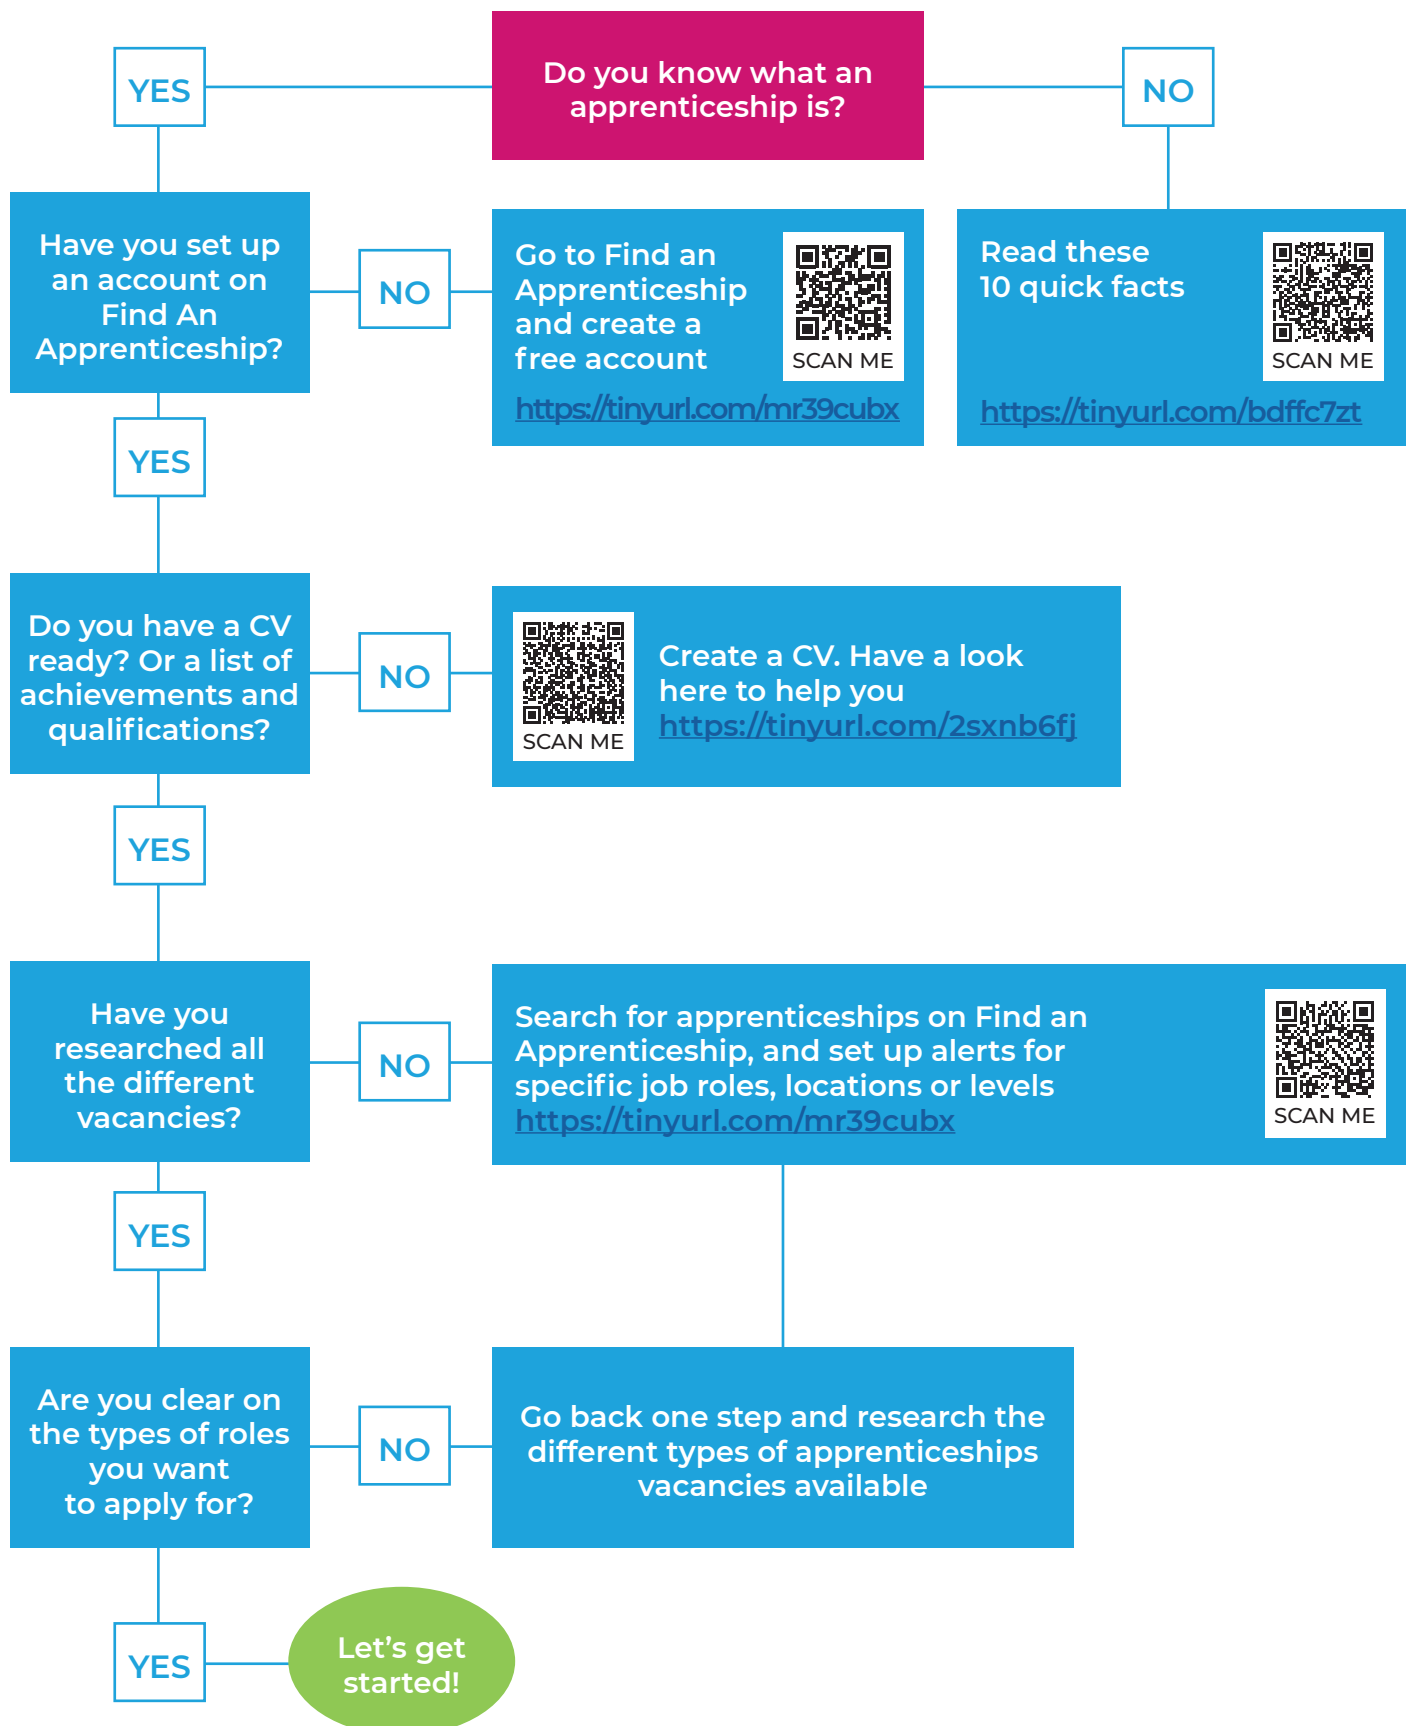 Do you know what an
apprenticeship is?
YES
NO
Have you set up
an account on
Find An
Apprenticeship?
NO
Go to Find an
Apprenticeship
and create a
free account
SCAN ME
https://tinyurl.com/mr39cubx
Read these
10 quick facts
SCAN ME
https://tinyurl.com/bdffc7zt
YES
Do you have a CV
ready? Or a list of
achievements and
qualifications?
NO
SCAN ME
Create a CV. Have a look
here to help you
https://tinyurl.com/2sxnb6fj
YES
Have you
researched all
the different
vacancies?
NO
Search for apprenticeships on Find an
Apprenticeship, and set up alerts for
specific job roles, locations or levels
https://tinyurl.com/mr39cubx
SCAN ME
YES
Are you clear on
the types of roles
you want
to apply for?
NO
Go back one step and research the
different types of apprenticeships
vacancies available
YES
Let’s get
started!